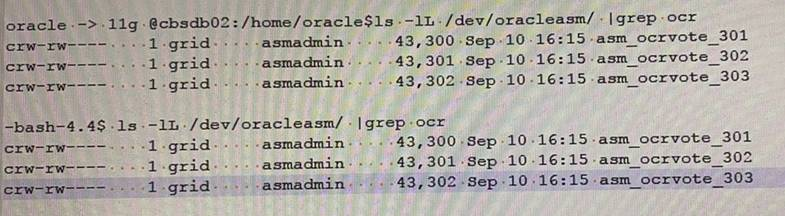 oracle -> 11g @cbsdb02:/home/oracle$ls -lL /dev/oracleasm/ |grep ocr
crw-rw---- 1 grid asmadmin 43,300 Sep 10 16:15 asm_ocrvote_301
crw-rw---- 1 grid asmadmin 43,301 Sep 10 16:15 asm_ocrvote_302
crw-rw---- 1 grid asmadmin 43,302 Sep 10 16:15 asm_ocrvote_303
-bash-4.4$ ls -lL /dev/oracleasm/ |grep ocr
crw-rw---- 1 grid asmadmin 43,300 Sep 10 16:15 asm_ocrvote_301
crw-rw---- 1 grid asmadmin 43,301 Sep 10 16:15 asm_ocrvote_302
crw-rw---- 1 grid asmadmin 43,302 Sep 10 16:15 asm_ocrvote_303